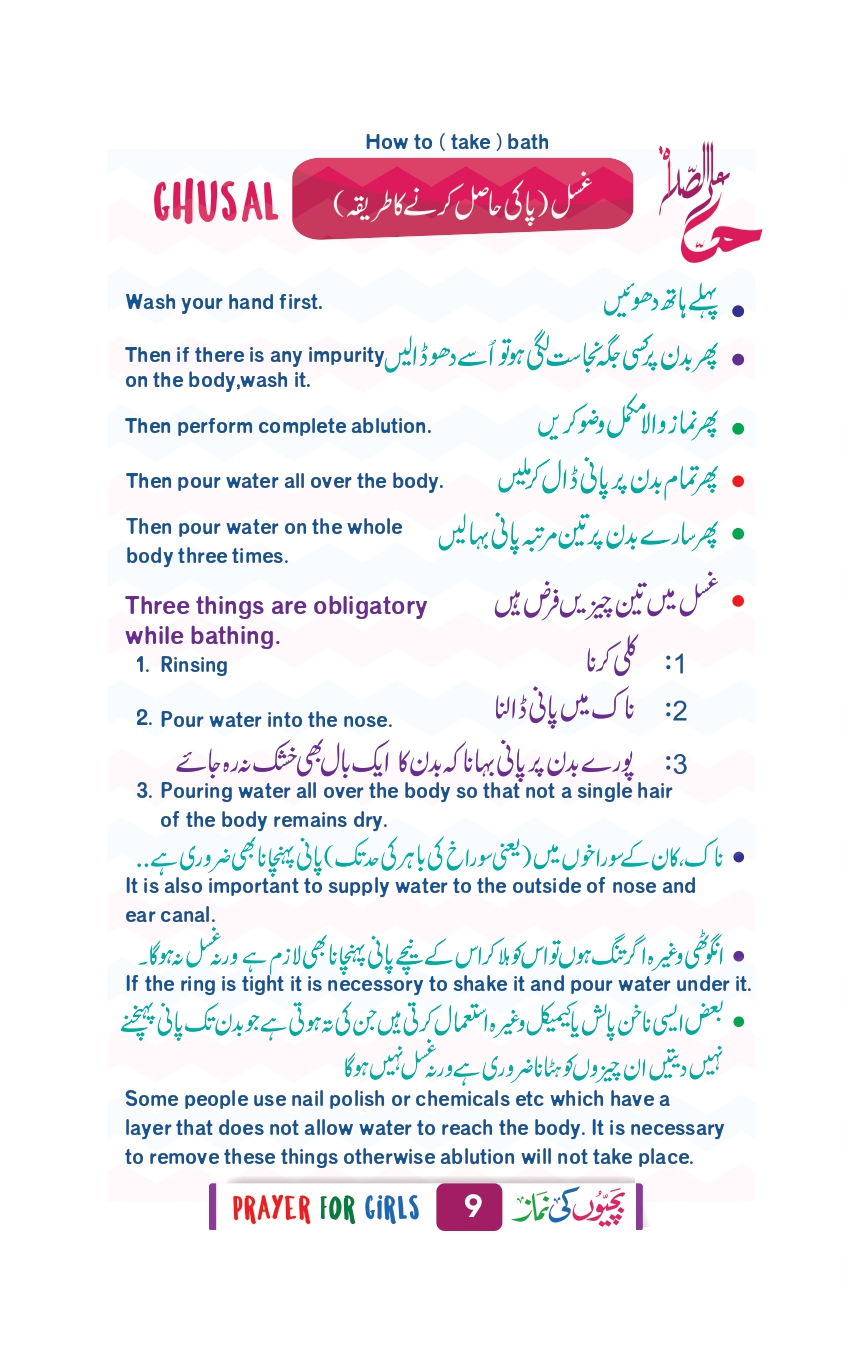 How to ( take ) bath
GHUSAL
غسل (پاکی حاصل کرنے کا طریقہ)
حی علی الصلٰوۃ
Wash your hand first.
پہلے ہاتھ دھوئیں
Then if there is any impurity
on the body,wash it.
پھر بدن پر کسی جگہ نجاست لگی ہو تو اُسے دھو ڈالیں
Then perform complete ablution.
پھر نماز والا مکمل وضو کریں
Then pour water all over the body.
پھر تمام بدن پر پانی ڈال کر ملیں
Then pour water on the whole
body three times.
پھر سارے بدن پر تین مرتبہ پانی بہا لیں
Three things are obligatory
while bathing.
غسل میں تین چیزیں فرض ہیں
1. Rinsing
1: کلی کرنا
2. Pour water into the nose.
2: ناک میں پانی ڈالنا
3: پورے بدن پر پانی بہانا کہ بدن کا ایک بال بھی خشک نہ رہ جائے
3. Pouring water all over the body so that not a single hair
of the body remains dry.
ناک، کان کے سوراخوں میں (یعنی سوراخ کی باہر کی حد تک) پانی پہنچانا بھی ضروری ہے..
It is also important to supply water to the outside of nose and
ear canal.
انگوٹھی وغیرہ اگر تنگ ہوں تو اس کو ہلا کر اس کے نیچے پانی پہنچانا بھی لازم ہے ورنہ غسل نہ ہوگا۔
If the ring is tight it is necessory to shake it and pour water under it.
بعض ایسی ناخن پالش یا کیمیکل وغیرہ استعمال کرتی ہیں جن کی تہ ہوتی ہے جو بدن تک پانی پہنچنے
نہیں دیتیں ان چیزوں کو ہٹانا ضروری ہے ورنہ غسل نہیں ہوگا
Some people use nail polish or chemicals etc which have a
layer that does not allow water to reach the body. It is necessary
to remove these things otherwise ablution will not take place.
PRAYER FOR GiRLS
9
بچیّوں کی نماز